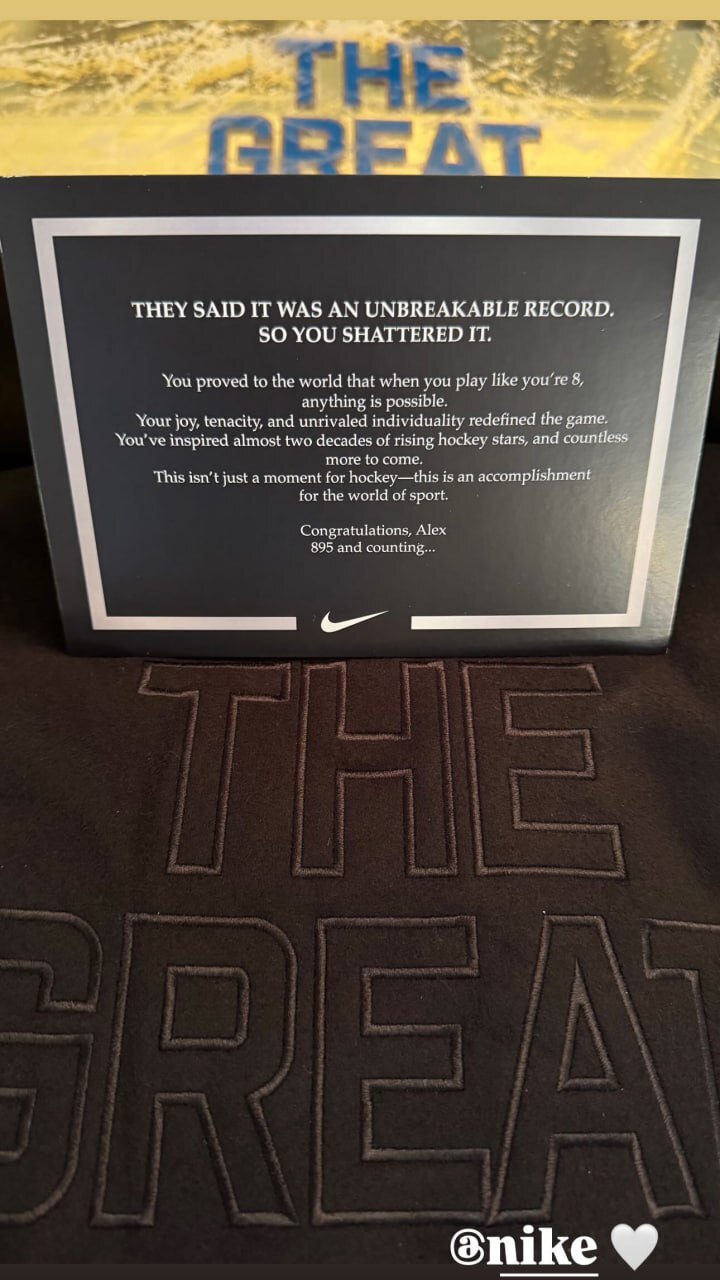 THE
GREAT
THEY SAID IT WAS AN UNBREAKABLE RECORD.
SO YOU SHATTERED IT.
You proved to the world that when you play like you're 8,
anything is possible.
Your joy, tenacity, and unrivaled individuality redefined the game.
You've inspired almost two decades of rising hockey stars, and countless
more to come.
This isn't just a moment for hockey—this is an accomplishment
for the world of sport.
Congratulations, Alex
895 and counting...
THE
GREAT
@nike 🤍